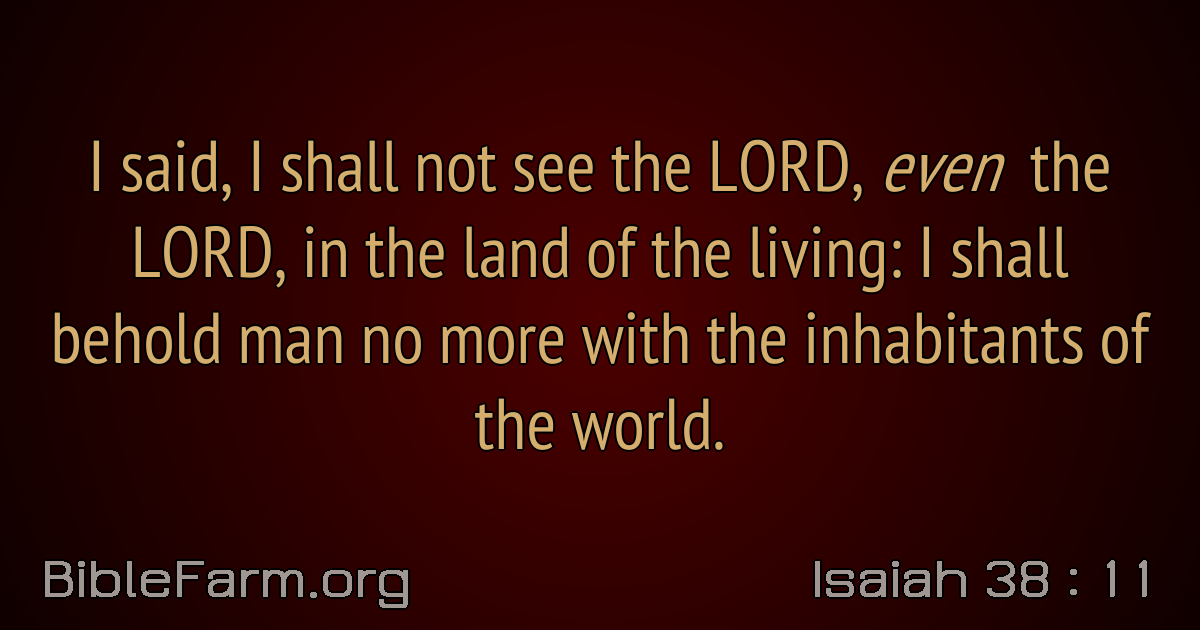 I said, I shall not see the LORD, even the
LORD, in the land of the living: I shall
behold man no more with the inhabitants of
the world.
BibleFarm.org
Isaiah 38 : 11